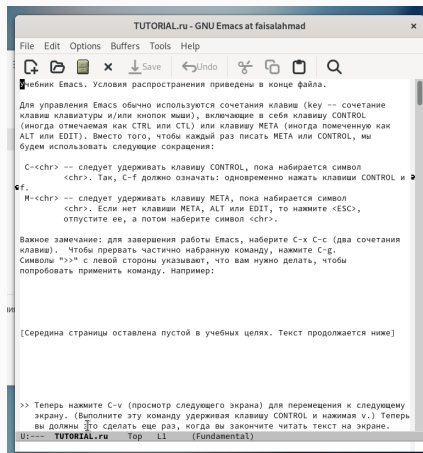 TUTORIAL.ru - GNU Emacs at faisalahmad
File Edit Options Buffers Tools Help
Save Undo
Учебник Emacs. Условия распространения приведены в конце файла.
Для управления Emacs обычно используются сочетания клавиш (key -- сочетание
клавиш клавиатуры и/или кнопок мыши), включающие в себя клавишу CONTROL
(иногда отмечаемая как CTRL или CTL) или клавишу META (иногда помеченную как
ALT или EDIT). Вместо того, чтобы каждый раз писать META или CONTROL, мы
будем использовать следующие сокращения:
C-<chr> -- следует удерживать клавишу CONTROL, пока набирается символ
<chr>. Так, C-f должно означать: одновременно нажать клавиши CONTROL и
f.
M-<chr> -- следует удерживать клавишу META, пока набирается символ
<chr>. Если нет клавиши META, ALT или EDIT, то нажмите <ESC>,
отпустите ее, а потом наберите символ <chr>.
Важное замечание: для завершения работы Emacs, наберите C-x C-c (два сочетания
клавиш). Чтобы прервать частично набранную команду, нажмите C-g.
Символы ">>" с левой стороны указывают, что вам нужно делать, чтобы
попробовать применить команду. Например:
[Середина страницы оставлена пустой в учебных целях. Текст продолжается ниже]
>> Теперь нажмите C-v (просмотр следующего экрана) для перемещения к следующему
экрану. (Выполните эту команду удерживая клавишу CONTROL и нажимая v.) Теперь
вы должны это сделать еще раз, когда вы закончите читать текст на экране.
U:--- TUTORIAL.ru Top L1 (Fundamental)